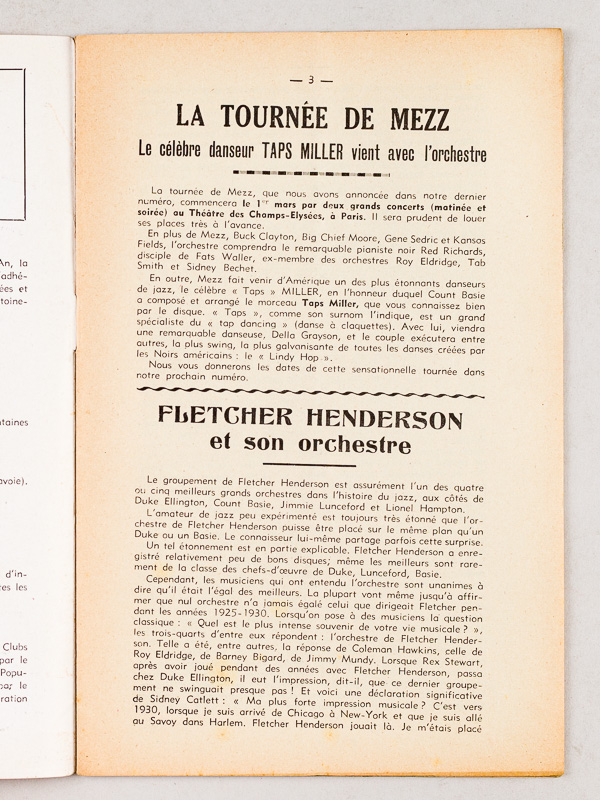 An, la
'adhé-
ées et
ntaine-
ntaines
avoie).
d'in-
es les
Clubs
par le
Popu-
par le
ration
— 3 —
LA TOURNÉE DE MEZZ
Le célèbre danseur TAPS MILLER vient avec l'orchestre
La tournée de Mezz, que nous avons annoncée dans notre dernier
numéro, commencera le 1er mars par deux grands concerts (matinée et
soirée) au Théâtre des Champs-Elysées, à Paris. Il sera prudent de louer
ses places très à l'avance.
En plus de Mezz, Buck Clayton, Big Chief Moore, Gene Sedric et Kansas
Fields, l'orchestre comprendra le remarquable pianiste noir Red Richards,
disciple de Fats Waller, ex-membre des orchestres Roy Eldridge, Tab
Smith et Sidney Bechet.
En outre, Mezz fait venir d'Amérique un des plus étonnants danseurs
de jazz, le célèbre « Taps » MILLER, en l'honneur duquel Count Basie
a composé et arrangé le morceau Taps Miller, que vous connaissez bien
par le disque. « Taps », comme son surnom l'indique, est un grand
spécialiste du « tap dancing » (danse à claquettes). Avec lui, viendra
une remarquable danseuse, Della Grayson, et le couple exécutera entre
autres, la plus swing, la plus galvanisante de toutes les danses créées par
les Noirs américains : le « Lindy Hop ».
Nous vous donnerons les dates de cette sensationnelle tournée dans
notre prochain numéro.
FLETCHER HENDERSON
et son orchestre
Le groupement de Fletcher Henderson est assurément l'un des quatre
ou cinq meilleurs grands orchestres dans l'histoire du jazz, aux côtés de
Duke Ellington, Count Basie, Jimmie Lunceford et Lionel Hampton.
L'amateur de jazz peu expérimenté est toujours très étonné que l'or-
chestre de Fletcher Henderson puisse être placé sur le même plan qu'un
Duke ou un Basie. Le connaisseur lui-même partage parfois cette surprise.
Un tel étonnement est en partie explicable. Fletcher Henderson a enre-
gistré relativement peu de bons disques; même les meilleurs sont rare-
ment de la classe des chefs-d'œuvre de Duke, Lunceford, Basie.
Cependant, les musiciens qui ont entendu l'orchestre sont unanimes à
dire qu'il était l'égal des meilleurs. La plupart vont même jusqu'à affir-
mer que nul orchestre n'a jamais égalé celui que dirigeait Fletcher pen-
dant les années 1925-1930. Lorsqu'on pose à des musiciens la question
classique : « Quel est le plus intense souvenir de votre vie musicale ? »,
les trois-quarts d'entre eux répondent : l'orchestre de Fletcher Hender-
son. Telle a été, entre autres, la réponse de Coleman Hawkins, celle de
Roy Eldridge, de Barney Bigard, de Jimmy Mundy. Lorsque Rex Stewart,
après avoir joué pendant des années avec Fletcher Henderson, passa
chez Duke Ellington, il eut l'impression, dit-il, que ce dernier groupe-
ment ne swinguait presque pas ! Et voici une déclaration significative
de Sidney Catlett : « Ma plus forte impression musicale ? C'est vers
1930, lorsque je suis arrivé de Chicago à New-York et que je suis allé
au Savoy dans Harlem. Fletcher Henderson jouait là. Je m'étais placé